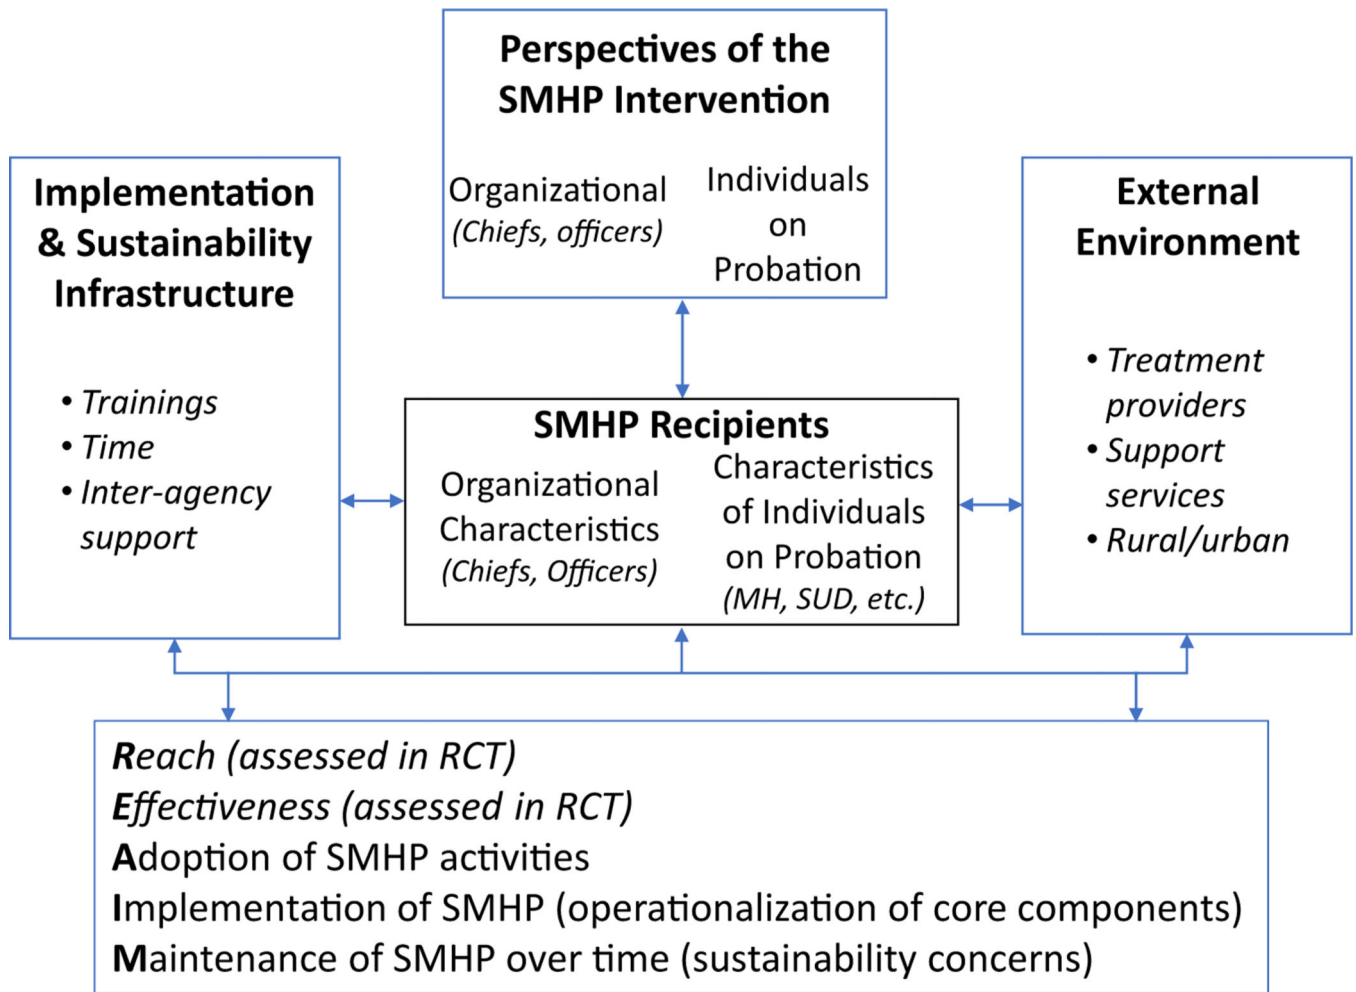 Perspectives of the
SMHP Intervention
Organizational
(Chiefs, officers)
Individuals
on
Probation
Implementation
& Sustainability
Infrastructure
• Trainings
• Time
• Inter-agency
support
External
Environment
• Treatment
providers
• Support
services
• Rural/urban
SMHP Recipients
Organizational
Characteristics
(Chiefs, Officers)
Characteristics
of Individuals
on Probation
(MH, SUD, etc.)
Reach (assessed in RCT)
Effectiveness (assessed in RCT)
Adoption of SMHP activities
Implementation of SMHP (operationalization of core components)
Maintenance of SMHP over time (sustainability concerns)